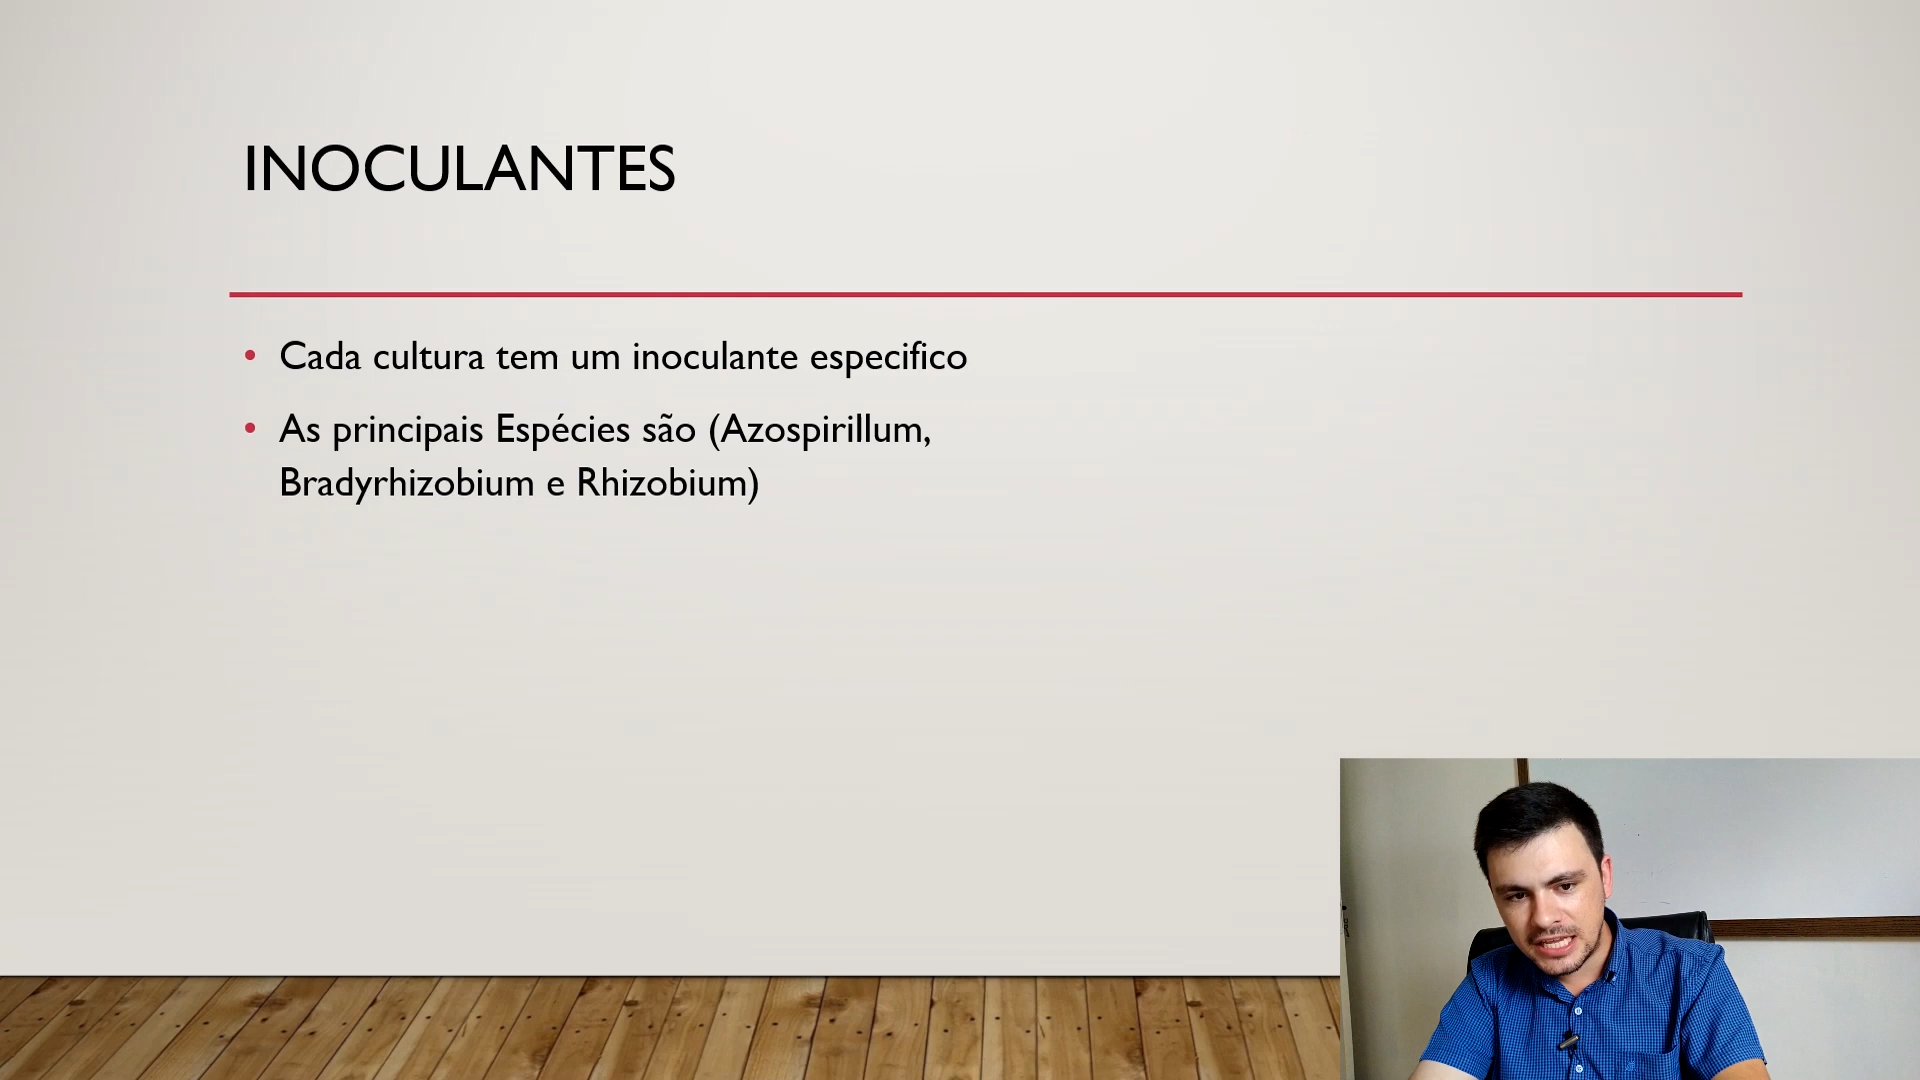 INOCULANTES
• Cada cultura tem um inoculante especifico
• As principais Espécies são (Azospirillum,
Bradyrhizobium e Rhizobium)